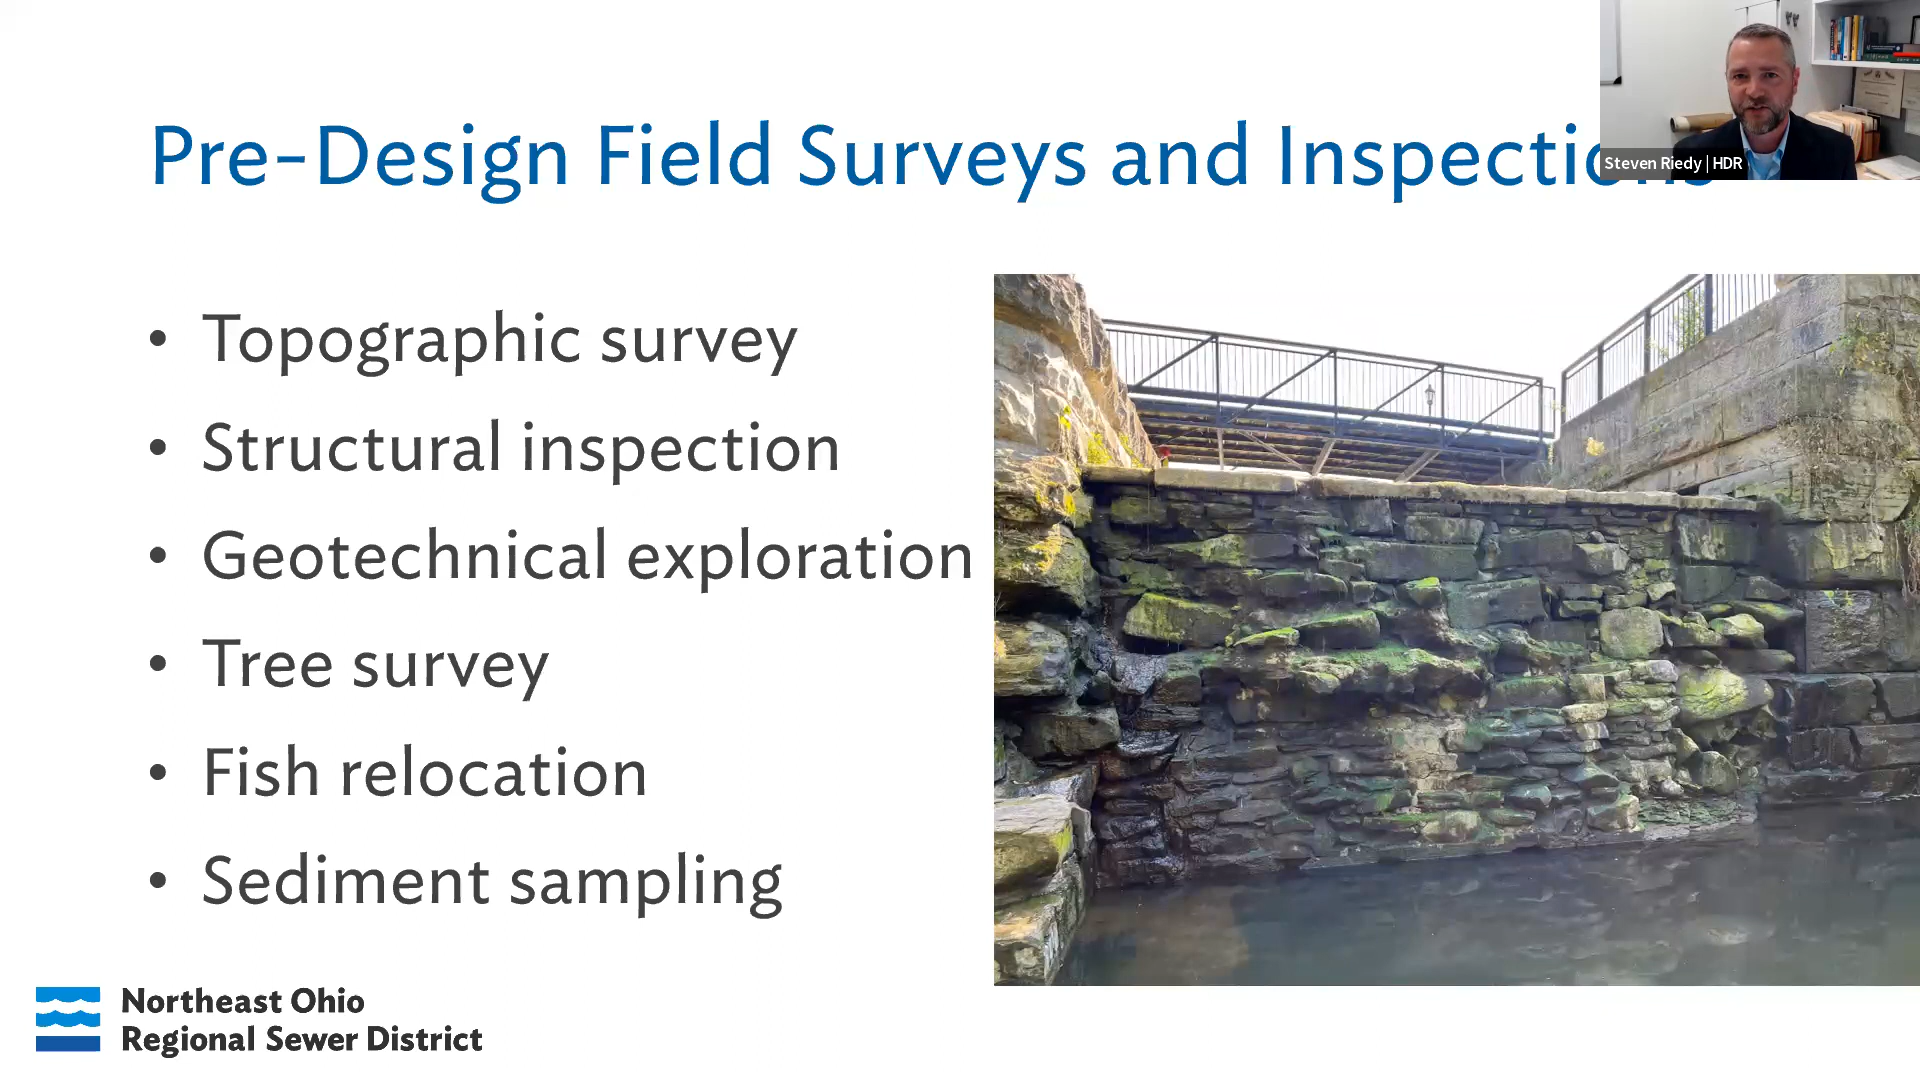 Pre-Design Field Surveys and Inspections
Steven Riedy | HDR
• Topographic survey
• Structural inspection
• Geotechnical exploration
• Tree survey
• Fish relocation
• Sediment sampling
Northeast Ohio
Regional Sewer District